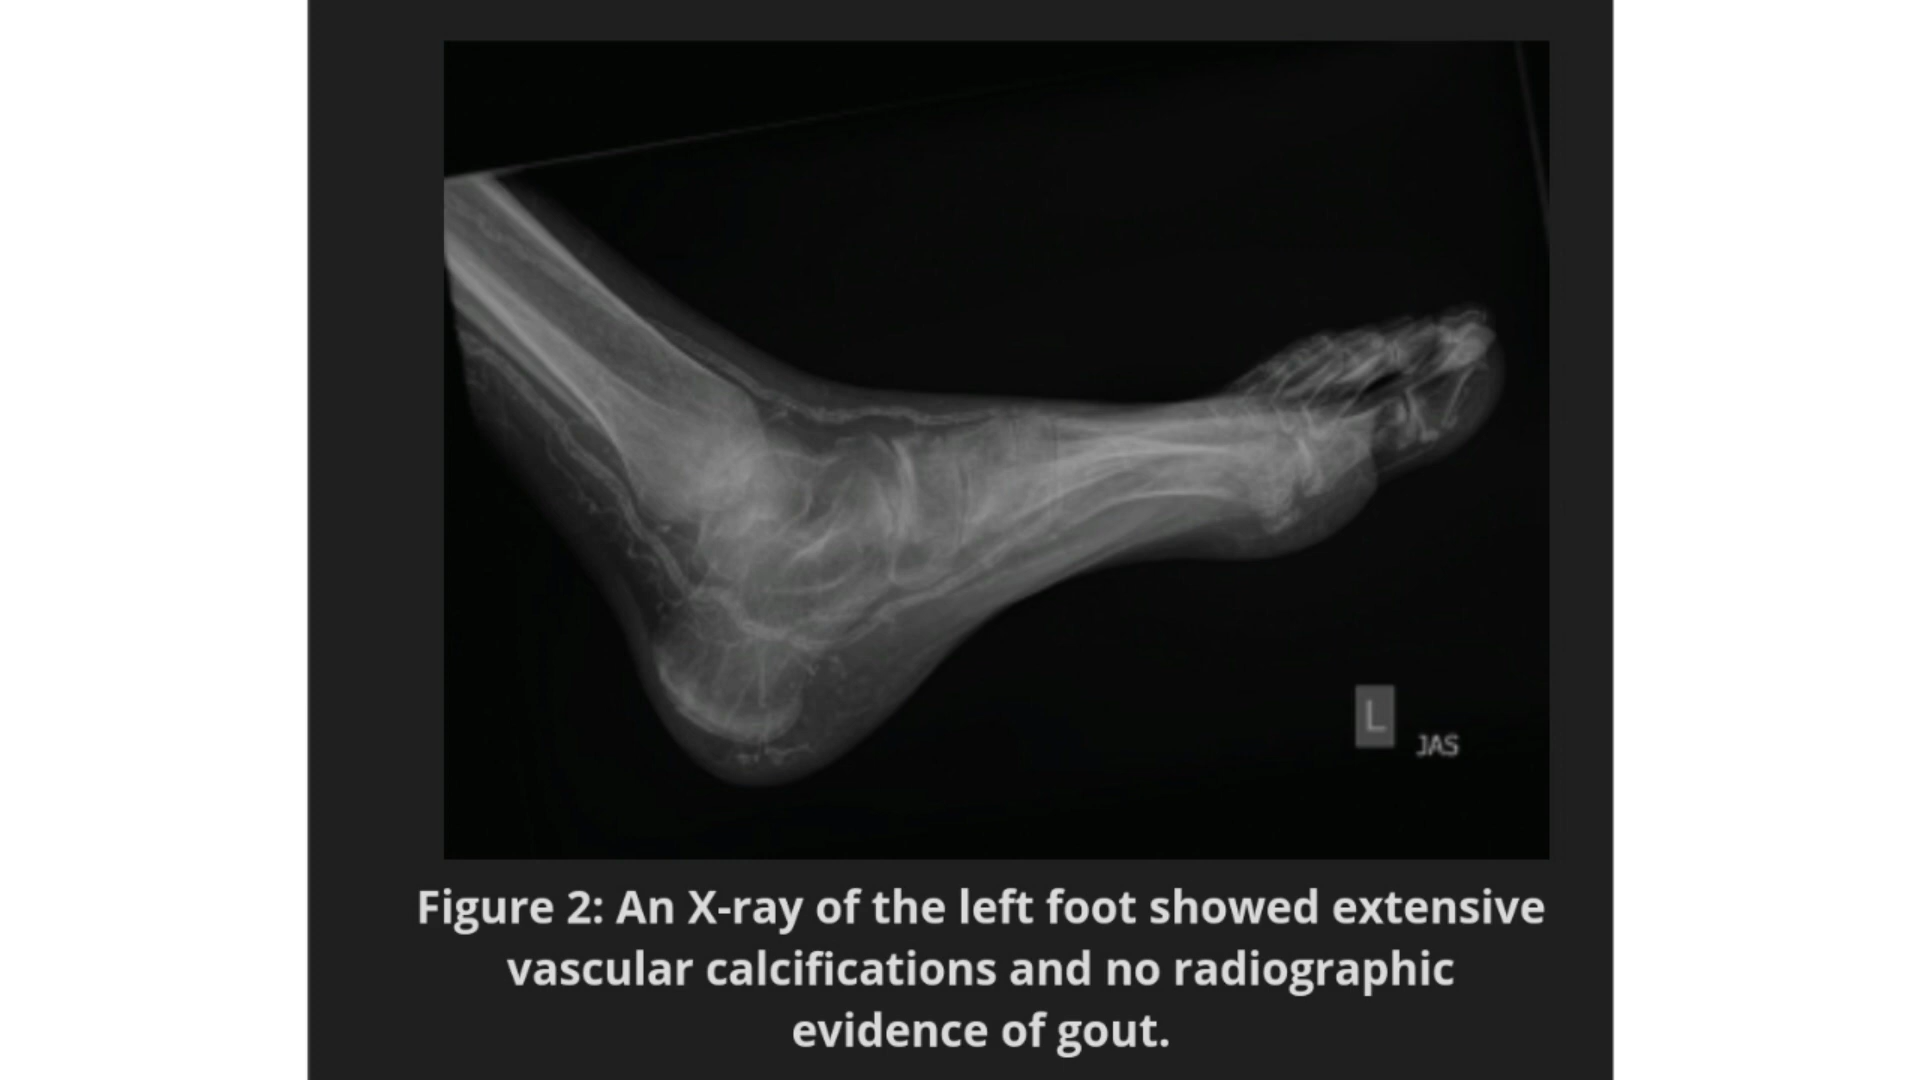 L
JAS
Figure 2: An X-ray of the left foot showed extensive
vascular calcifications and no radiographic
evidence of gout.